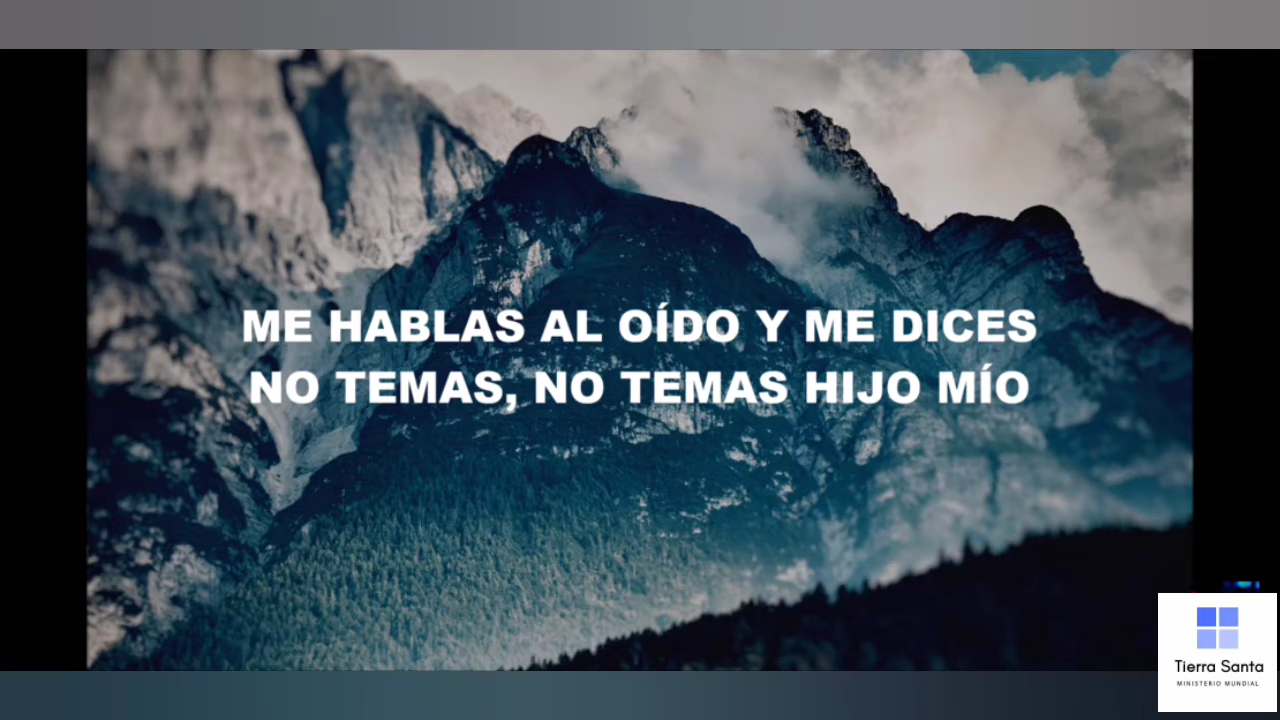 ME HABLAS AL OÍDO Y ME DICES
NO TEMAS, NO TEMAS HIJO MÍO
Tierra Santa
MINISTERIO MUNDIAL